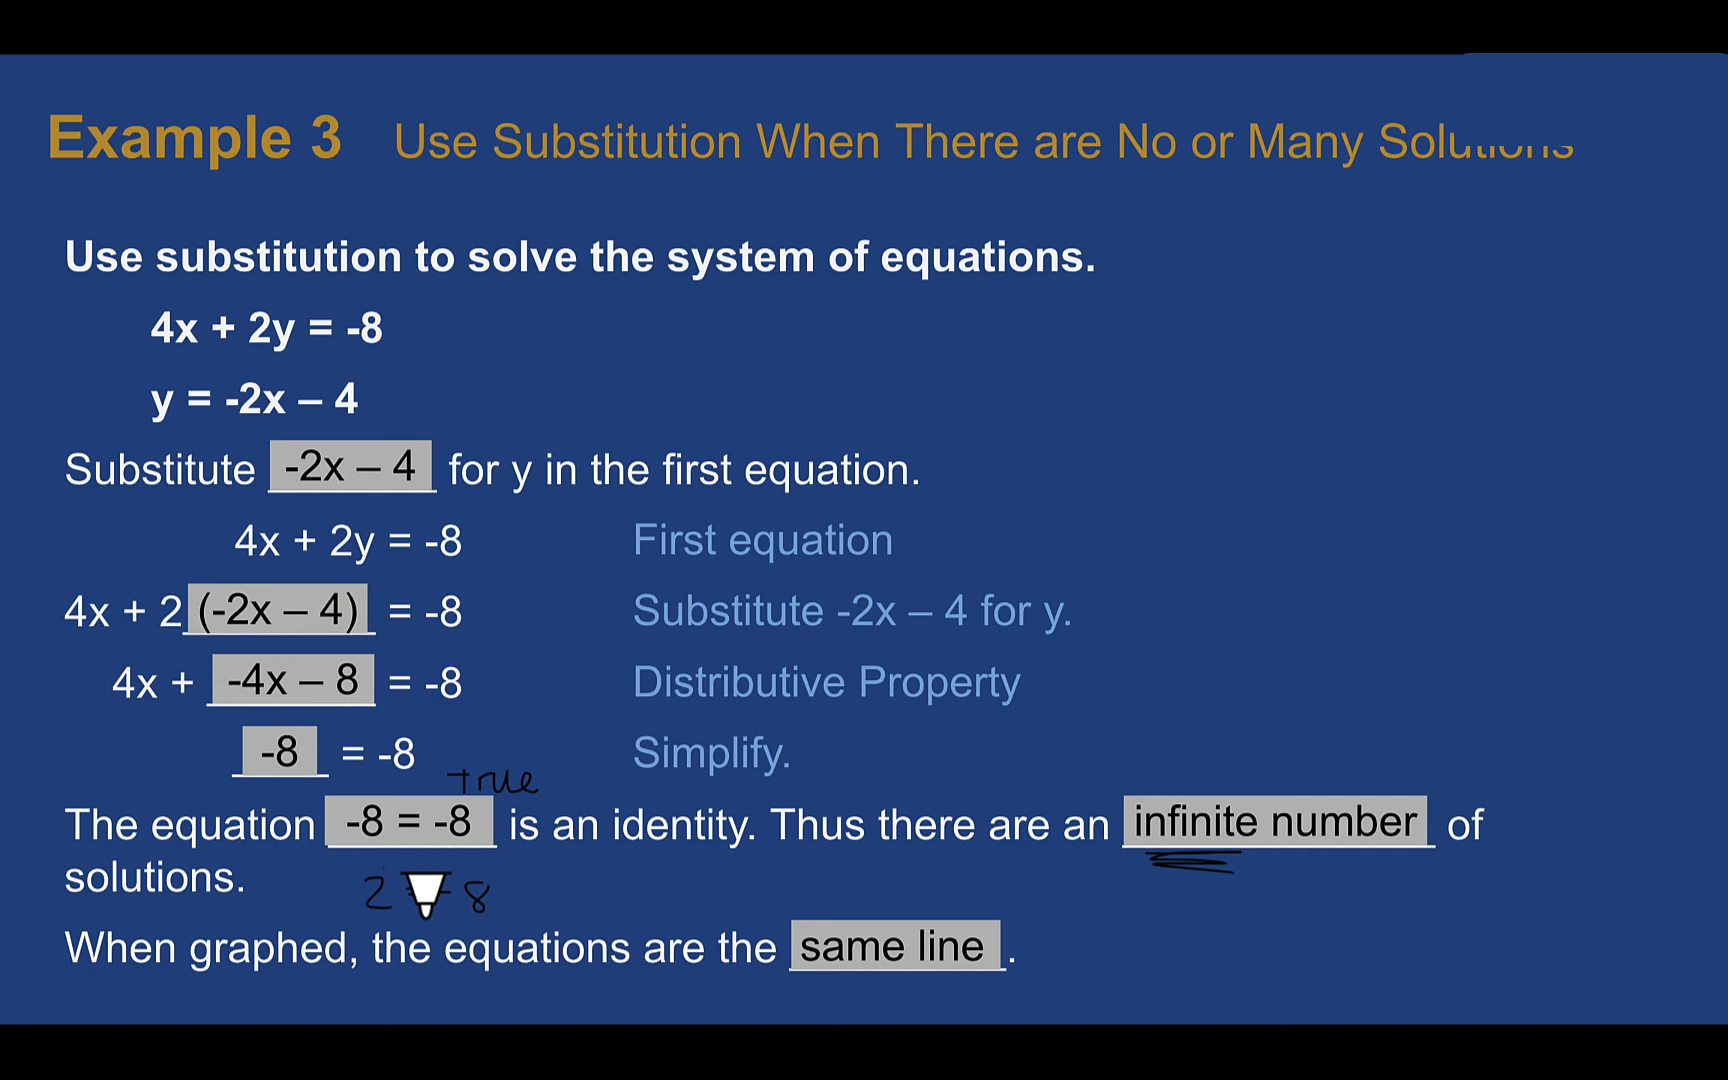 Example 3 Use Substitution When There are No or Many Solutions
Use substitution to solve the system of equations.
4x + 2y = -8
y = -2x – 4
Substitute -2x – 4 for y in the first equation.
4x + 2y = -8 First equation
4x + 2 (-2x – 4) = -8 Substitute -2x – 4 for y.
4x + -4x – 8 = -8 Distributive Property
-8 = -8 Simplify.
true
The equation -8 = -8 is an identity. Thus there are an infinite number of
solutions.
2 = 8
When graphed, the equations are the same line.